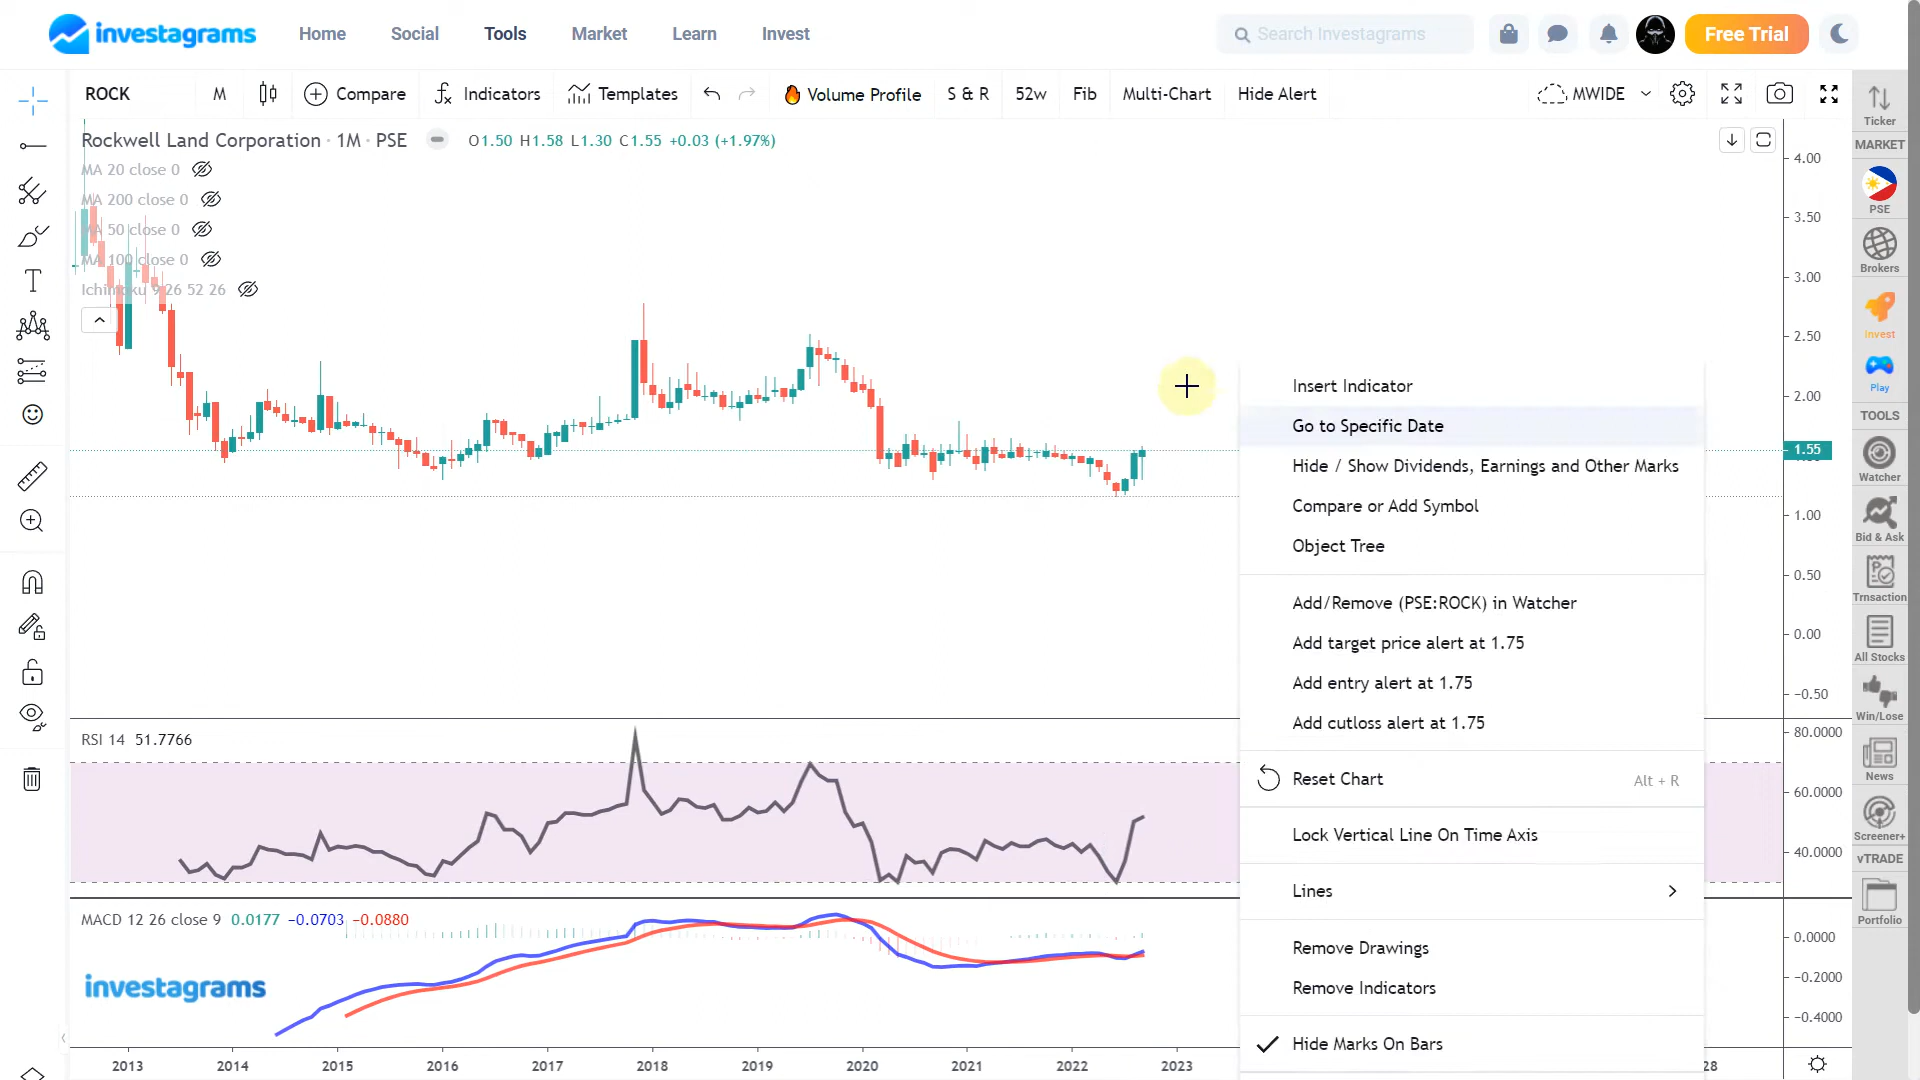 investagrams Home Social Tools Market Learn Invest Search Investagrams Free Trial
ROCK M Compare Indicators Templates Volume Profile S & R 52w Fib Multi-Chart Hide Alert MWIDE
Rockwell Land Corporation · 1M · PSE O1.50 H1.58 L1.30 C1.55 +0.03 (+1.97%)
MA 20 close 0
MA 200 close 0
MA 50 close 0
MA 100 close 0
Ichimoku 9 26 52 26
4.00
3.50
3.00
2.50
2.00
1.55
1.00
0.50
0.00
−0.50
Insert Indicator
Go to Specific Date
Hide / Show Dividends, Earnings and Other Marks
Compare or Add Symbol
Object Tree
Add/Remove (PSE:ROCK) in Watcher
Add target price alert at 1.75
Add entry alert at 1.75
Add cutloss alert at 1.75
Reset Chart Alt + R
Lock Vertical Line On Time Axis
Lines
Remove Drawings
Remove Indicators
Hide Marks On Bars
RSI 14 51.7766
80.0000
60.0000
40.0000
MACD 12 26 close 9 0.0177 −0.0703 −0.0880
0.0000
−0.2000
−0.4000
investagrams
2013 2014 2015 2016 2017 2018 2019 2020 2021 2022 2023 28
Ticker
MARKET
PSE
Brokers
Invest
Play
TOOLS
Watcher
Bid & Ask
Trnsaction
All Stocks
Win/Lose
News
Screener+
vTRADE
Portfolio